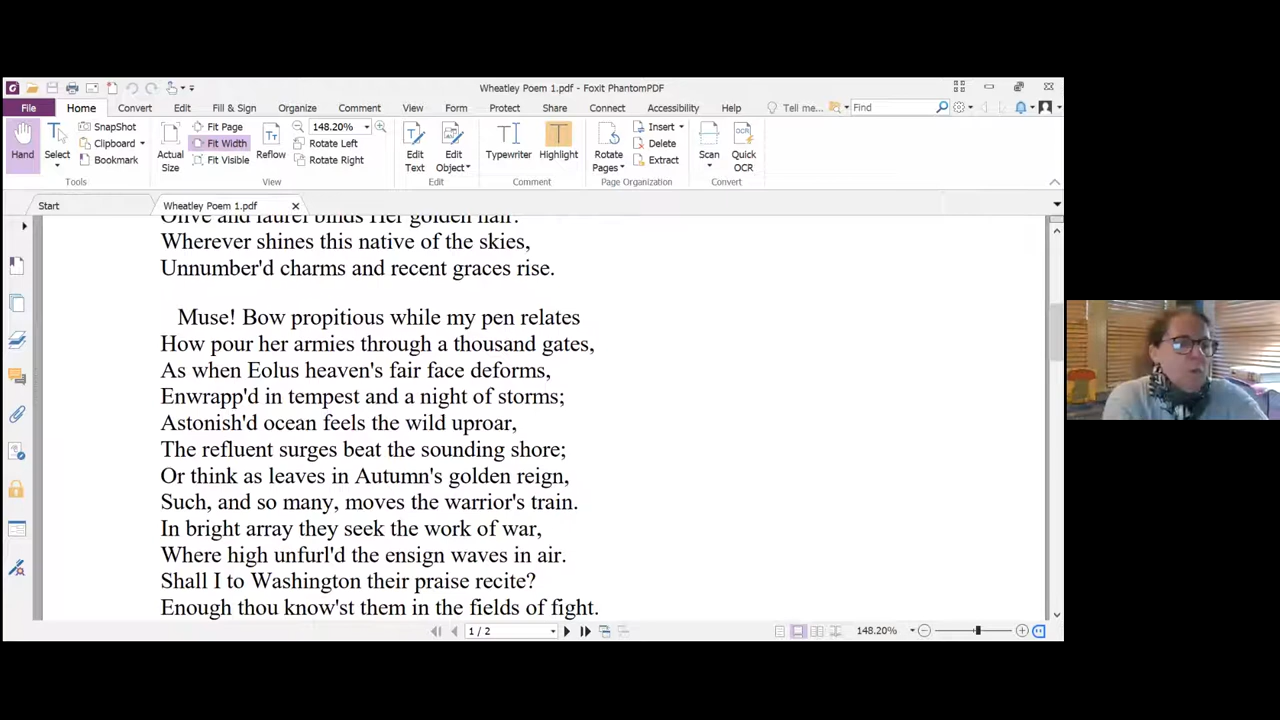 Wheatley Poem 1.pdf - Foxit PhantomPDF
File Home Convert Edit Fill & Sign Organize Comment View Form Protect Share Connect Accessibility Help Tell me... Find
Hand
Select
SnapShot
Clipboard
Bookmark
Tools
Actual Size
Fit Page
Fit Width
Fit Visible
Reflow
148.20%
Rotate Left
Rotate Right
View
Edit Text
Edit Object
Edit
Typewriter
Highlight
Comment
Rotate Pages
Insert
Delete
Extract
Page Organization
Scan
Quick OCR
Convert
Start Wheatley Poem 1.pdf
Olive and laurel binds Her golden hair:
Wherever shines this native of the skies,
Unnumber'd charms and recent graces rise.
Muse! Bow propitious while my pen relates
How pour her armies through a thousand gates,
As when Eolus heaven's fair face deforms,
Enwrapp'd in tempest and a night of storms;
Astonish'd ocean feels the wild uproar,
The refluent surges beat the sounding shore;
Or think as leaves in Autumn's golden reign,
Such, and so many, moves the warrior's train.
In bright array they seek the work of war,
Where high unfurl'd the ensign waves in air.
Shall I to Washington their praise recite?
Enough thou know'st them in the fields of fight.
1 / 2 148.20%